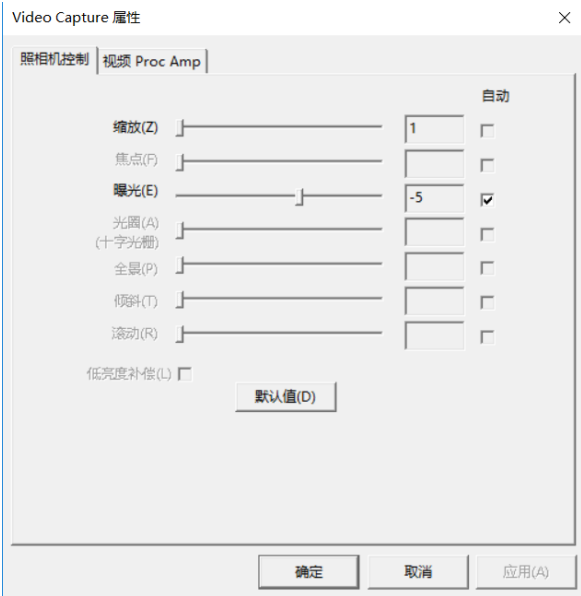 Video Capture 属性
照相机控制
视频 Proc Amp
自动
缩放(Z)
1
焦点(F)
曝光(E)
-5
光圈(A)
(十字光栅)
全景(P)
倾斜(T)
滚动(R)
低亮度补偿(L)
默认值(D)
确定
取消
应用(A)